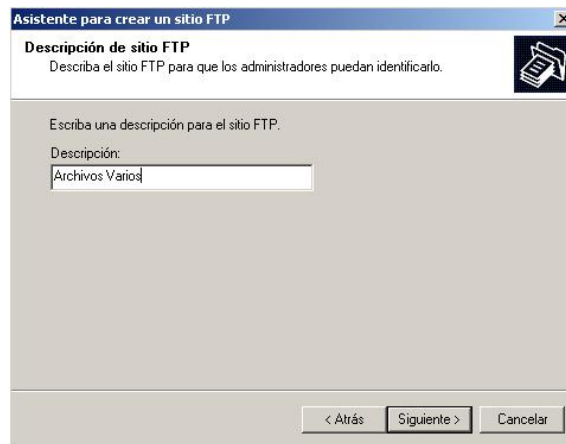 Asistente para crear un sitio FTP
Descripción de sitio FTP
Describa el sitio FTP para que los administradores puedan identificarlo.
Escriba una descripción para el sitio FTP.
Descripción:
Archivos Varios
< Atrás Siguiente > Cancelar